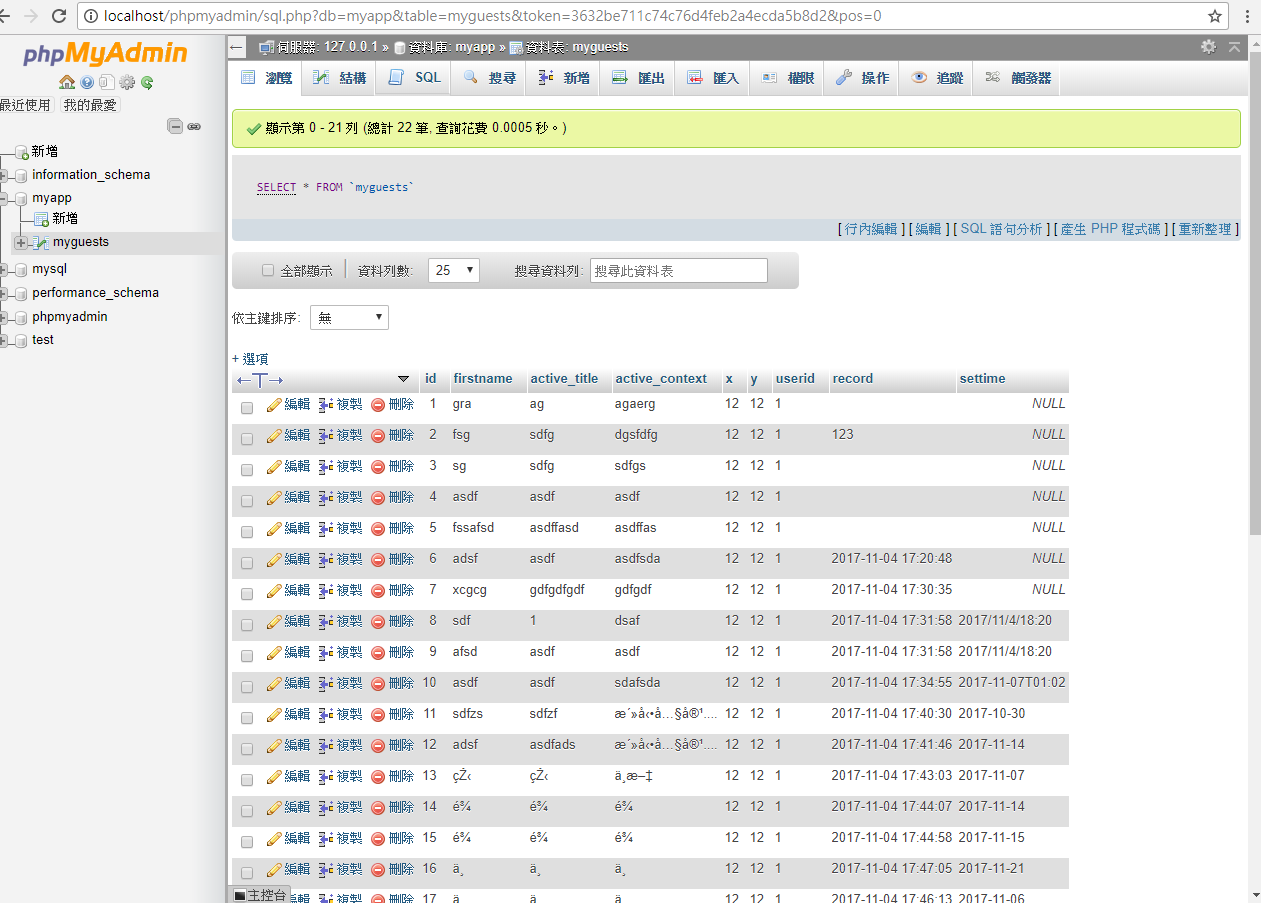 localhost/phpmyadmin/sql.php?db=myapp&table=myguests&token=3632be711c74c76d4feb2a4ecda5b8d2&pos=0
phpMyAdmin
最近使用 我的最愛
新增
information_schema
myapp
新增
myguests
mysql
performance_schema
phpmyadmin
test
伺服器: 127.0.0.1 » 資料庫: myapp » 資料表: myguests
瀏覽 結構 SQL 搜尋 新增 匯出 匯入 權限 操作 追蹤 觸發器
顯示第 0 - 21 列 (總計 22 筆, 查詢花費 0.0005 秒。)
SELECT * FROM `myguests`
[ 行內編輯 ] [ 編輯 ] [ SQL 語句分析 ] [ 產生 PHP 程式碼 ] [ 重新整理 ]
全部顯示 資料列數: 25 搜尋資料列: 搜尋此資料表
依主鍵排序: 無
+ 選項
←T→ id firstname active_title active_context x y userid record settime
編輯 複製 刪除 1 gra ag agaerg 12 12 1 NULL
編輯 複製 刪除 2 fsg sdfg dgsfdfg 12 12 1 123 NULL
編輯 複製 刪除 3 sg sdfg sdfgs 12 12 1 NULL
編輯 複製 刪除 4 asdf asdf asdf 12 12 1 NULL
編輯 複製 刪除 5 fssafsd asdffasd asdffas 12 12 1 NULL
編輯 複製 刪除 6 adsf asdf asdfsda 12 12 1 2017-11-04 17:20:48 NULL
編輯 複製 刪除 7 xcgcg gdfgdfgdf gdfgdf 12 12 1 2017-11-04 17:30:35 NULL
編輯 複製 刪除 8 sdf 1 dsaf 12 12 1 2017-11-04 17:31:58 2017/11/4/18:20
編輯 複製 刪除 9 afsd asdf asdf 12 12 1 2017-11-04 17:31:58 2017/11/4/18:20
編輯 複製 刪除 10 asdf asdf sdafsda 12 12 1 2017-11-04 17:34:55 2017-11-07T01:02
編輯 複製 刪除 11 sdfzs sdfzf æ´»å‹•å…§å®¹.... 12 12 1 2017-11-04 17:40:30 2017-10-30
編輯 複製 刪除 12 adsf asdfads æ´»å‹•å…§å®¹.... 12 12 1 2017-11-04 17:41:46 2017-11-14
編輯 複製 刪除 13 çŽ‹ çŽ‹ ä¸­æ–‡ 12 12 1 2017-11-04 17:43:03 2017-11-07
編輯 複製 刪除 14 é¾ é¾ é¾ 12 12 1 2017-11-04 17:44:07 2017-11-14
編輯 複製 刪除 15 é¾ é¾ é¾ 12 12 1 2017-11-04 17:44:58 2017-11-15
編輯 複製 刪除 16 ä¸ ä¸ ä¸ 12 12 1 2017-11-04 17:47:05 2017-11-21
編輯 複製 刪除 17 ä ä ä 12 12 1 2017-11-04 17:46:13 2017-11-06
主控台